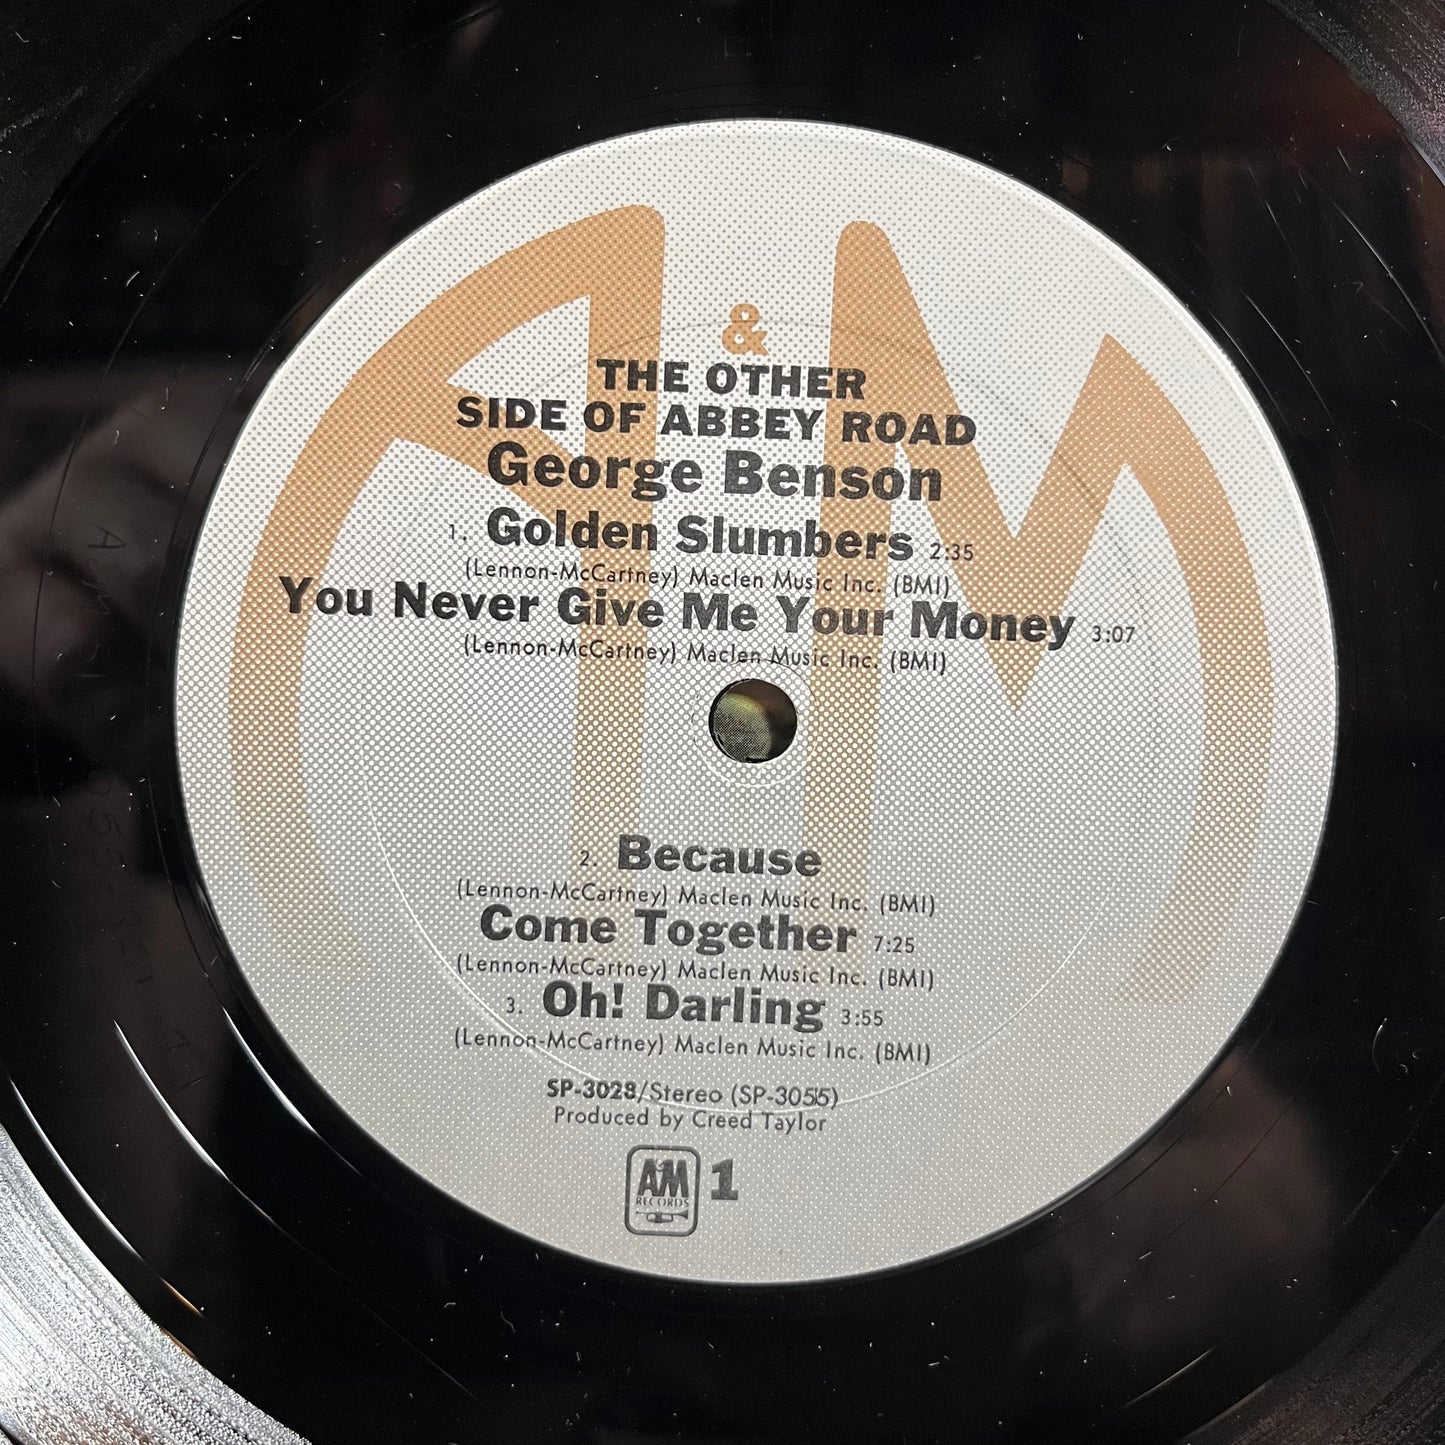 &
THE OTHER
SIDE OF ABBEY ROAD
George Benson
1. Golden Slumbers 2:35
(Lennon-McCartney) Maclen Music Inc. (BMI)
You Never Give Me Your Money 3:07
(Lennon-McCartney) Maclen Music Inc. (BMI)
2. Because
(Lennon-McCartney) Maclen Music Inc. (BMI)
Come Together 7:25
(Lennon-McCartney) Maclen Music Inc. (BMI)
3. Oh! Darling 3:55
(Lennon-McCartney) Maclen Music Inc. (BMI)
SP-3028/Stereo (SP-3055)
Produced by Creed Taylor
A&M 1
RECORDS